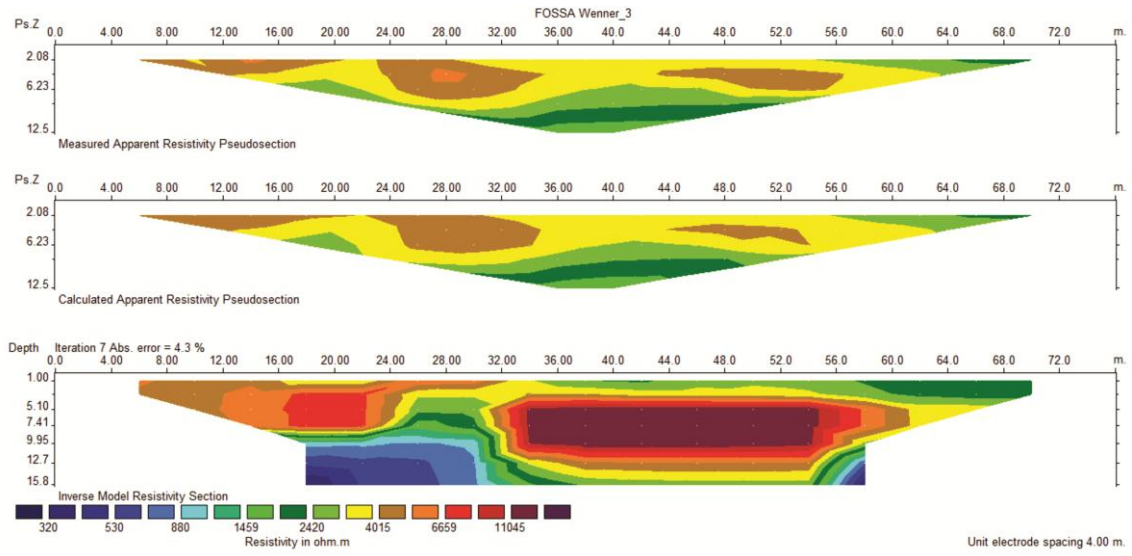 FOSSA Wenner_3
Ps.Z 0.0 4.00 8.00 12.00 16.00 20.00 24.00 28.00 32.00 36.00 40.00 44.0 48.0 52.0 56.0 60.0 64.0 68.0 72.0 m.
2.08
6.23
12.5
Measured Apparent Resistivity Pseudosection
Ps.Z 0.0 4.00 8.00 12.00 16.00 20.00 24.00 28.00 32.00 36.00 40.00 44.0 48.0 52.0 56.0 60.0 64.0 68.0 72.0 m.
2.08
6.23
12.5
Calculated Apparent Resistivity Pseudosection
Depth Iteration 7 Abs. error = 4.3 %
0.0 4.00 8.00 12.00 16.00 20.00 24.00 28.00 32.00 36.00 40.00 44.0 48.0 52.0 56.0 60.0 64.0 68.0 72.0 m.
1.00
5.10
7.41
9.95
12.7
15.8
Inverse Model Resistivity Section
320 530 880 1459 2420 4015 6659 11045
Resistivity in ohm.m
Unit electrode spacing 4.00 m.